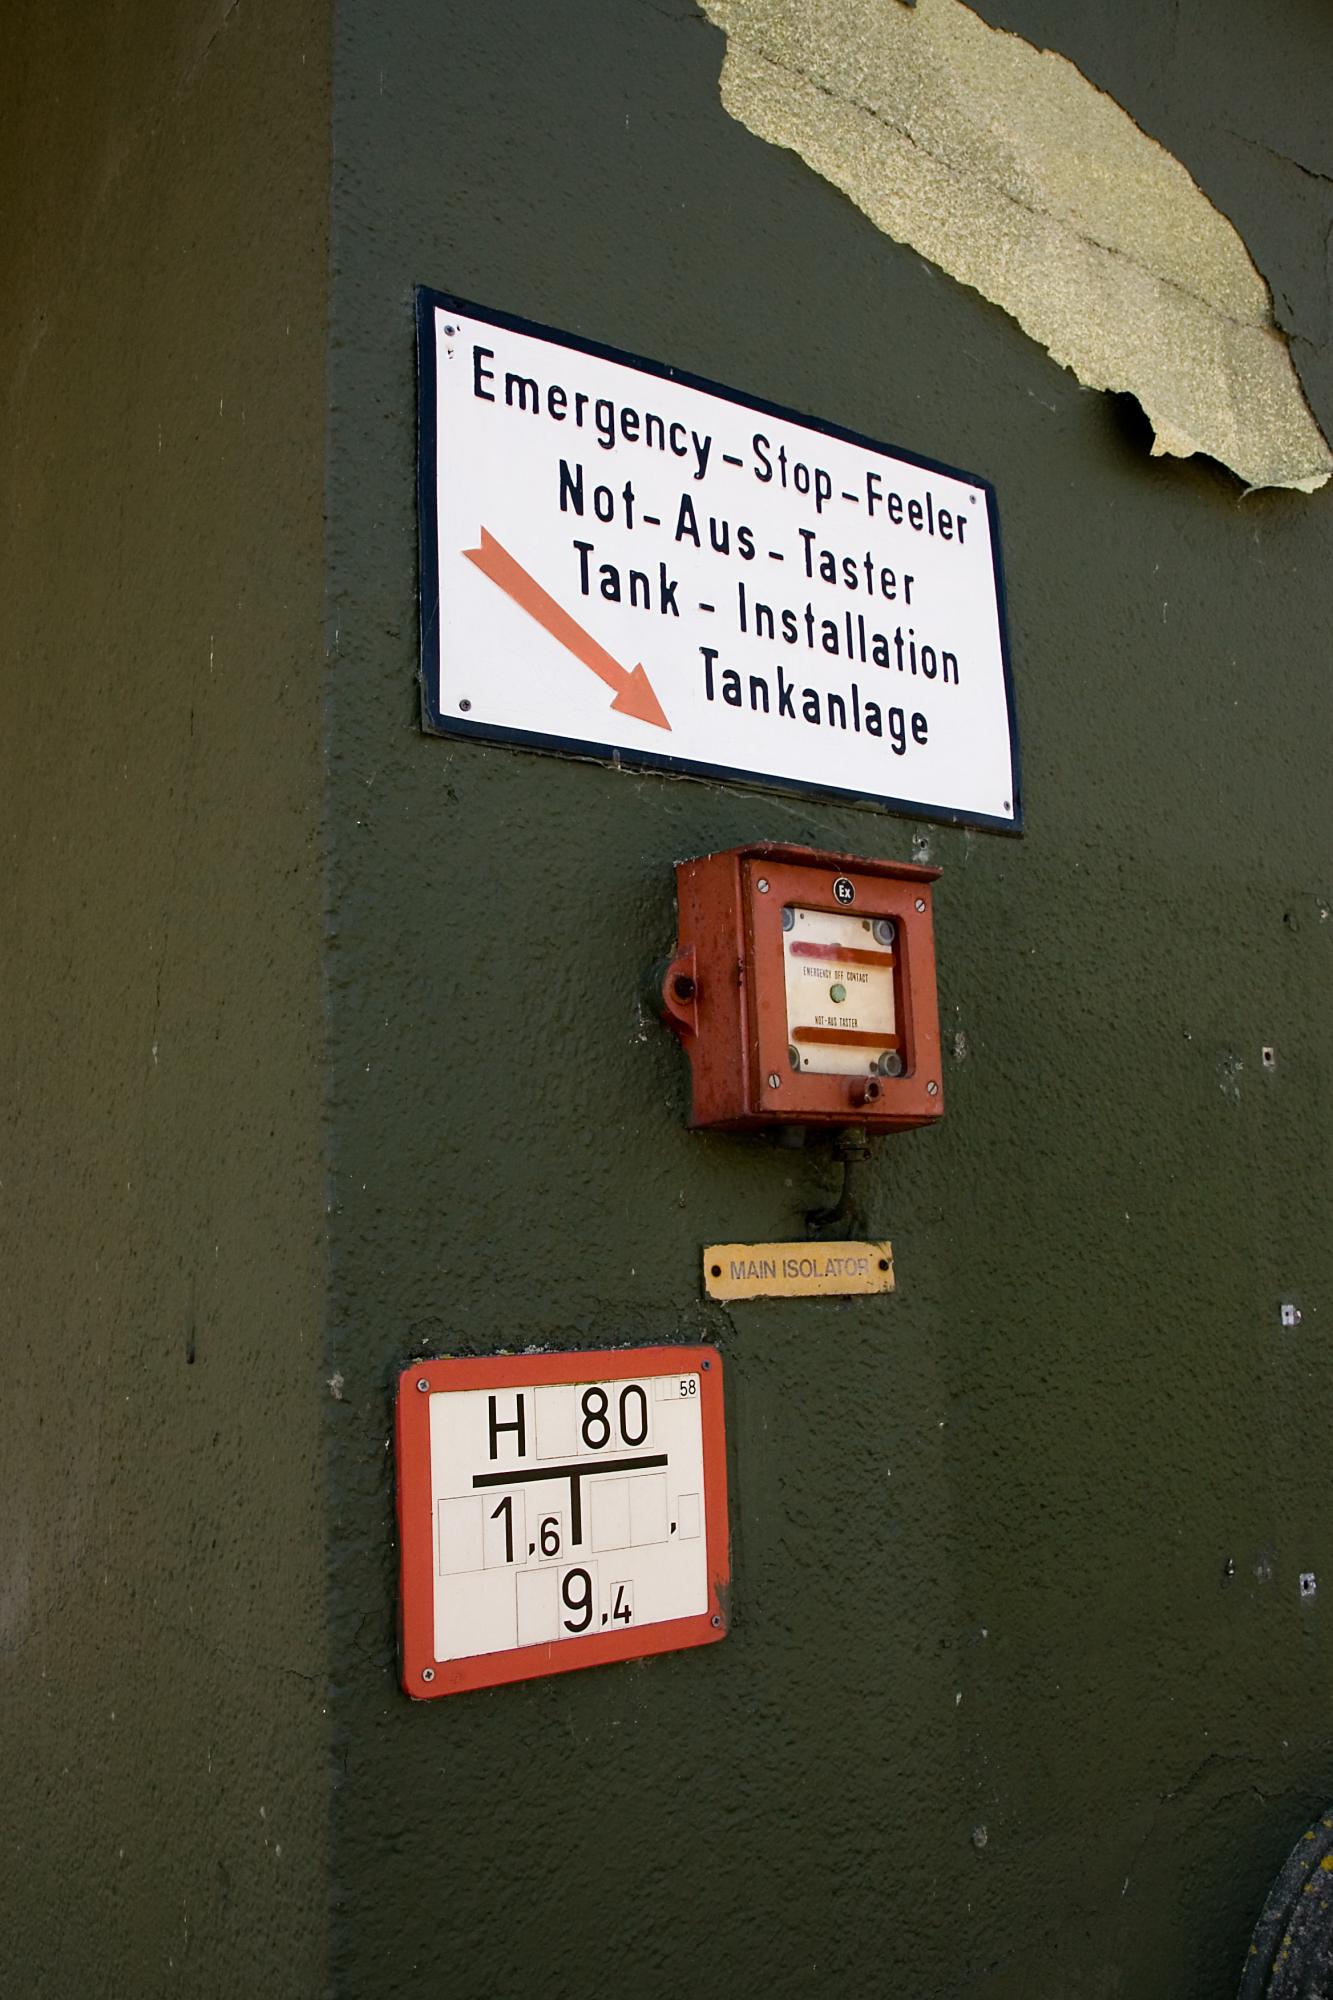 Emergency-Stop-Feeler
Not-Aus-Taster
Tank - Installation
Tankanlage
Ex
EMERGENCY OFF CONTACT
NOT-AUS TASTER
MAIN ISOLATOR
58
H 80
1,6 ,
9,4